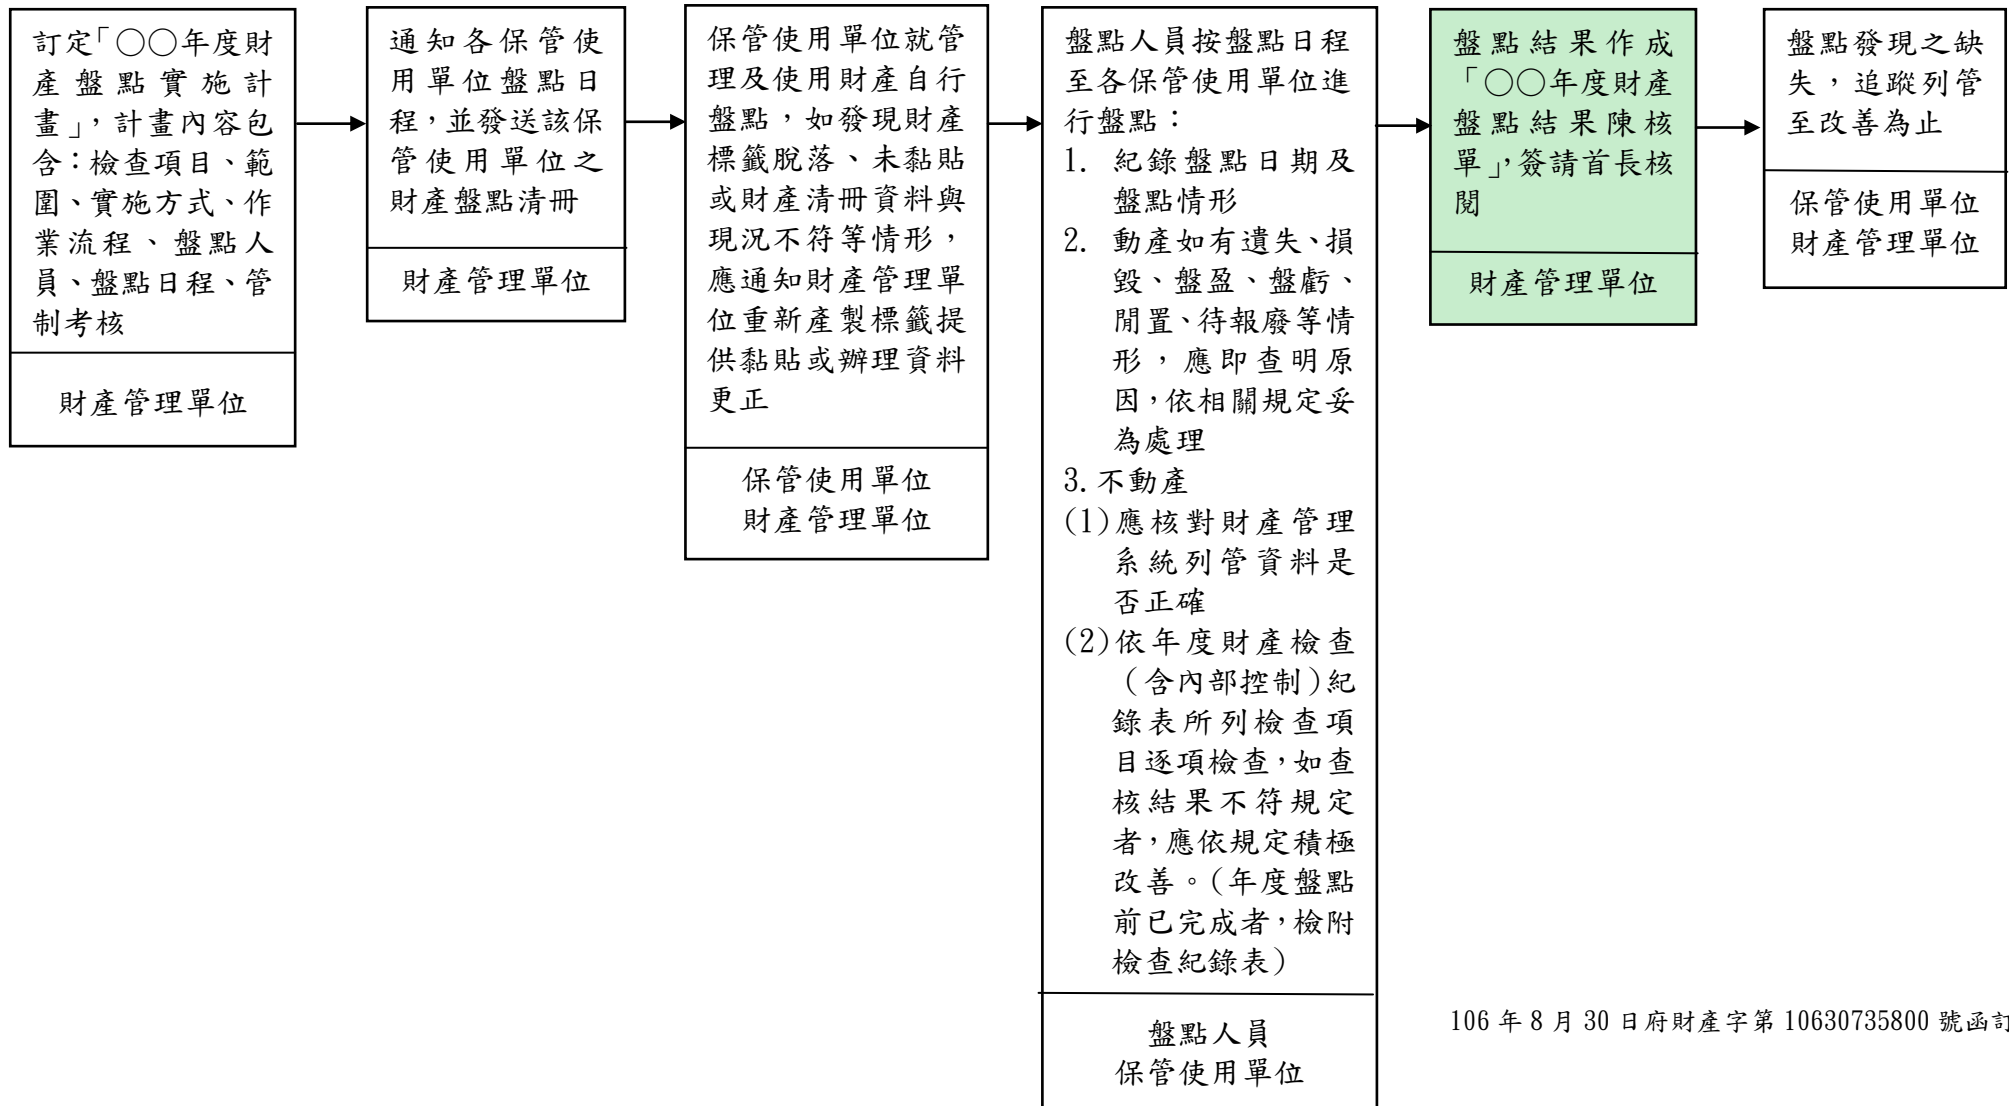 訂定「○○年度財
產盤點實施計
畫」，計畫內容包
含：檢查項目、範
圍、實施方式、作
業流程、盤點人
員、盤點日程、管
制考核
財產管理單位
通知各保管使
用單位盤點日
程，並發送該保
管使用單位之
財產盤點清冊
財產管理單位
保管使用單位就管
理及使用財產自行
盤點，如發現財產
標籤脫落、未黏貼
或財產清冊資料與
現況不符等情形，
應通知財產管理單
位重新產製標籤提
供黏貼或辦理資料
更正
保管使用單位
財產管理單位
盤點人員按盤點日程
至各保管使用單位進
行盤點：
1. 紀錄盤點日期及
盤點情形
2. 動產如有遺失、損
毀、盤盈、盤虧、
閒置、待報廢等情
形，應即查明原
因，依相關規定妥
為處理
3.不動產
(1)應核對財產管理
系統列管資料是
否正確
(2)依年度財產檢查
（含內部控制）紀
錄表所列檢查項
目逐項檢查，如查
核結果不符規定
者，應依規定積極
改善。（年度盤點
前已完成者，檢附
檢查紀錄表）
盤點人員
保管使用單位
盤點結果作成
「○○年度財產
盤點結果陳核
單」，簽請首長核
閱
財產管理單位
盤點發現之缺
失，追蹤列管
至改善為止
保管使用單位
財產管理單位
106 年 8 月 30 日府財產字第 10630735800 號函訂